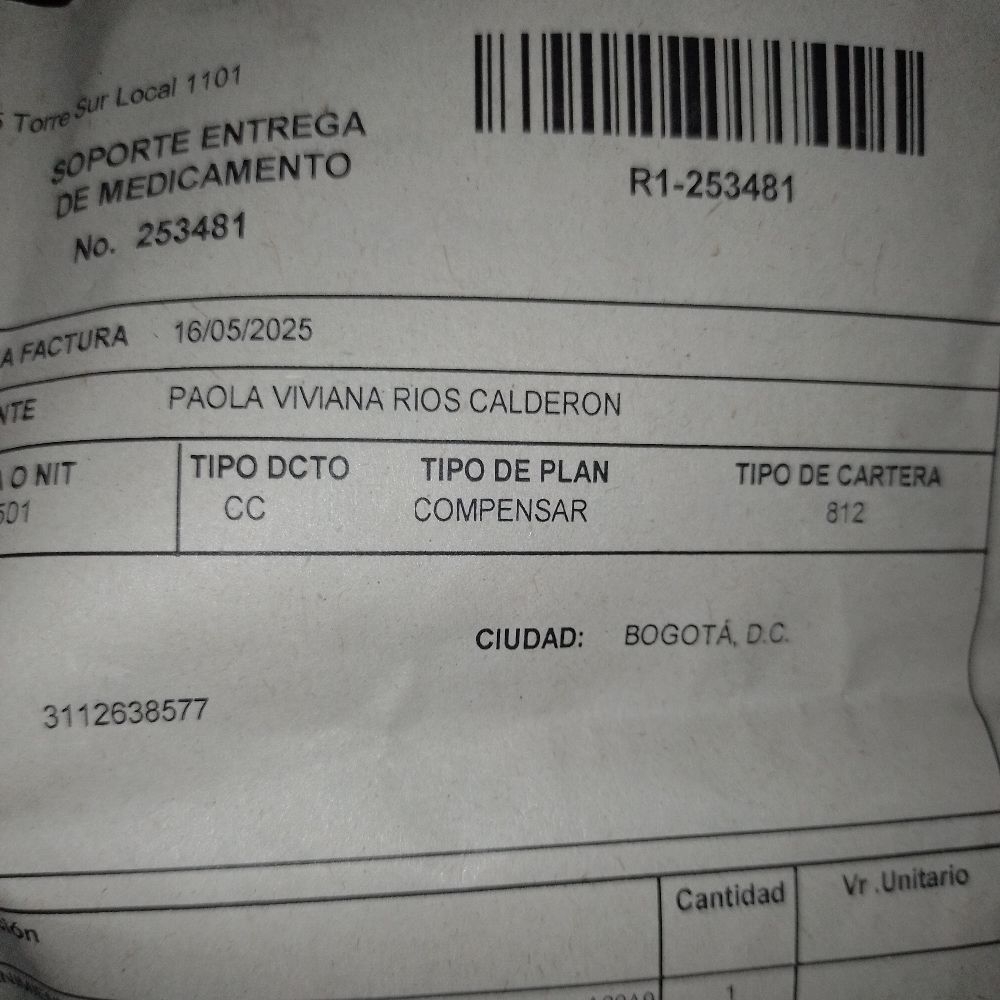 Torre Sur Local 1101
SOPORTE ENTREGA
DE MEDICAMENTO
No. 253481
R1-253481
A FACTURA 16/05/2025
NTE PAOLA VIVIANA RIOS CALDERON
O NIT TIPO DCTO TIPO DE PLAN TIPO DE CARTERA
501 CC COMPENSAR 812
CIUDAD: BOGOTÁ, D.C.
3112638577
ión Cantidad Vr .Unitario
1